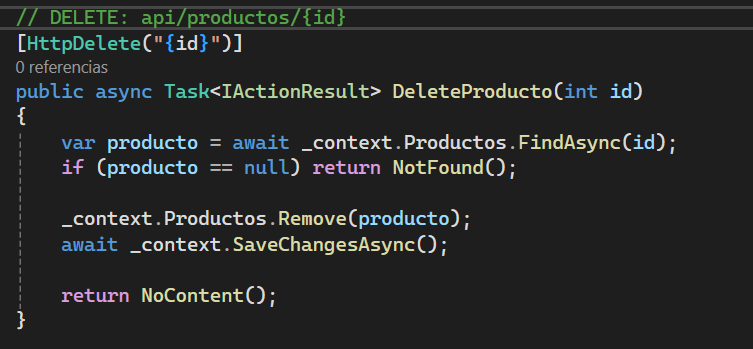 // DELETE: api/productos/{id}
[HttpDelete("{id}")]
0 referencias
public async Task<IActionResult> DeleteProducto(int id)
{
var producto = await _context.Productos.FindAsync(id);
if (producto == null) return NotFound();
_context.Productos.Remove(producto);
await _context.SaveChangesAsync();
return NoContent();
}